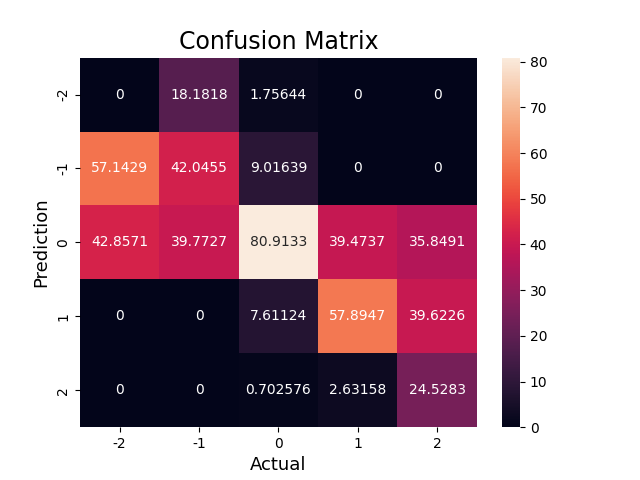 Confusion Matrix
-2 0 18.1818 1.75644 0 0
-1 57.1429 42.0455 9.01639 0 0
0 42.8571 39.7727 80.9133 39.4737 35.8491
1 0 0 7.61124 57.8947 39.6226
2 0 0 0.702576 2.63158 24.5283
-2 -1 0 1 2
Prediction
Actual
80
70
60
50
40
30
20
10
0